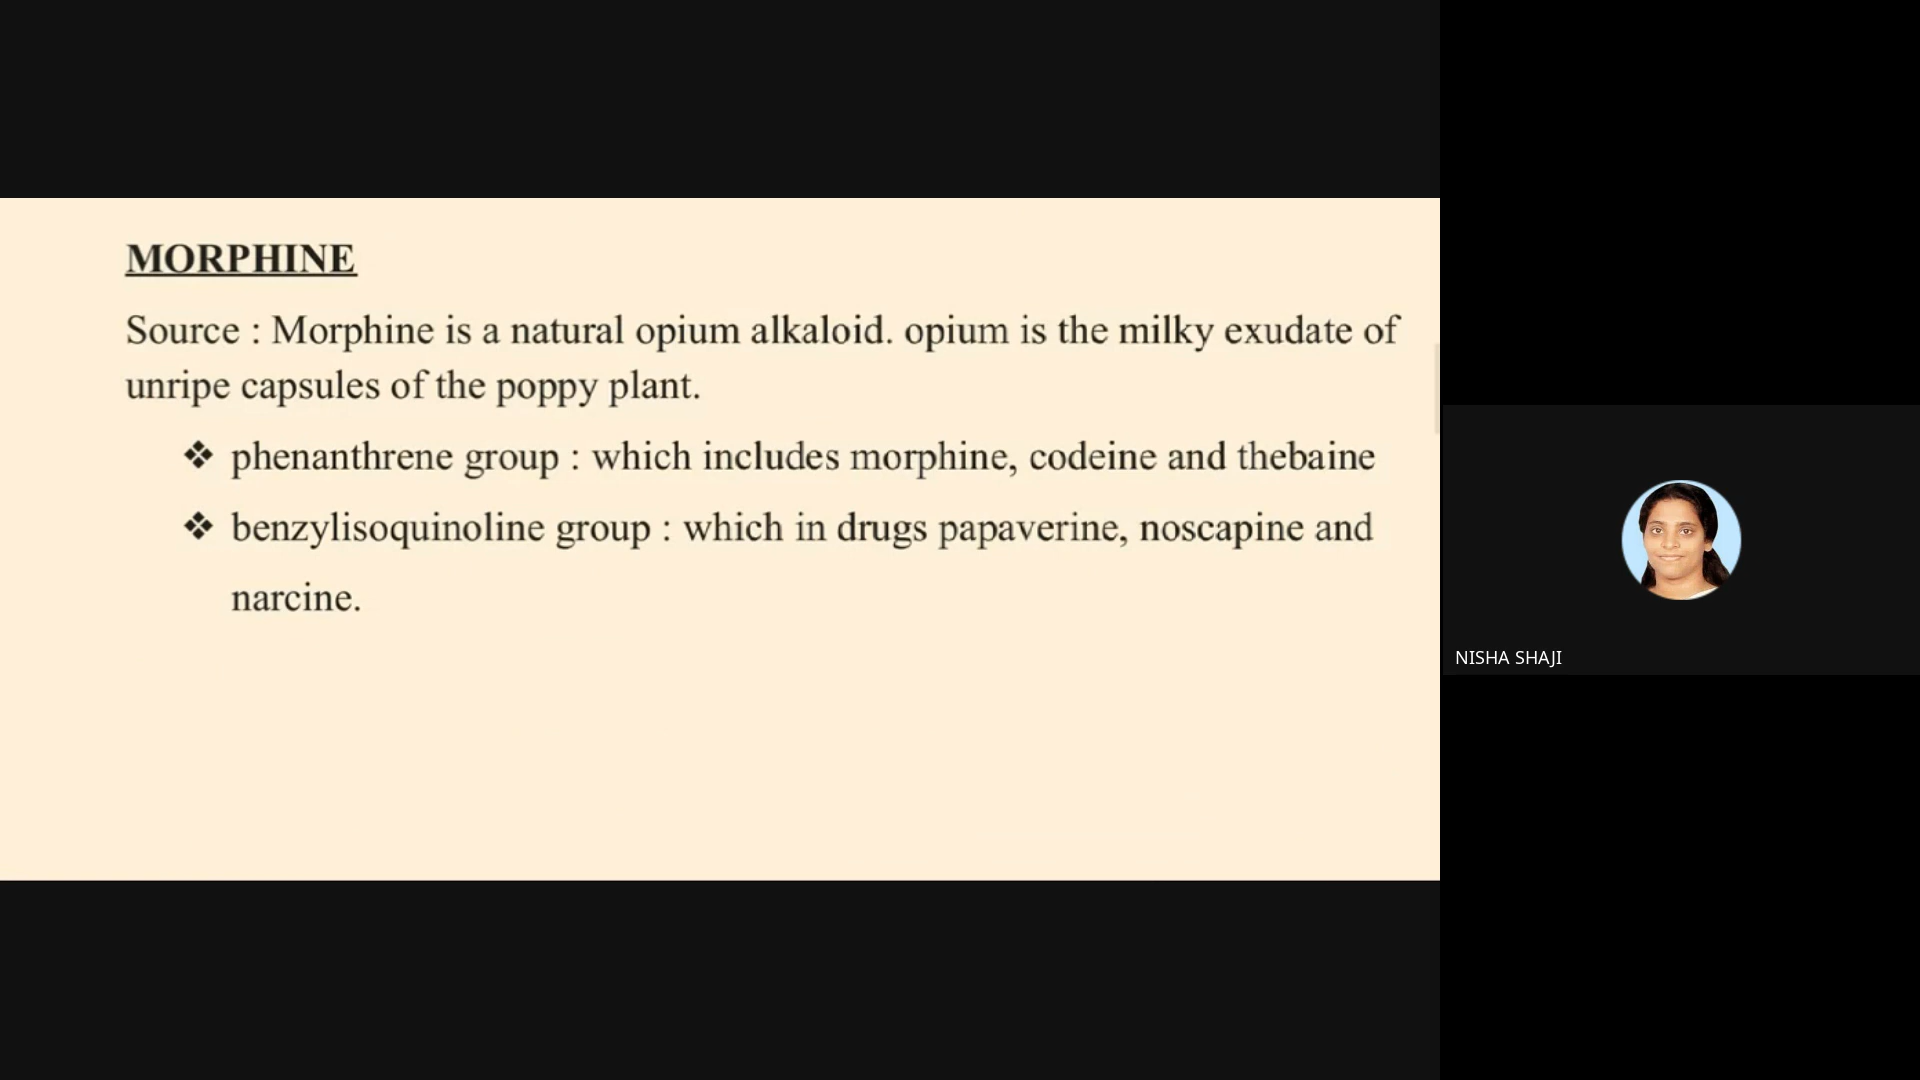 MORPHINE
Source : Morphine is a natural opium alkaloid. opium is the milky exudate of
unripe capsules of the poppy plant.
❖ phenanthrene group : which includes morphine, codeine and thebaine
❖ benzylisoquinoline group : which in drugs papaverine, noscapine and
narcine.
NISHA SHAJI